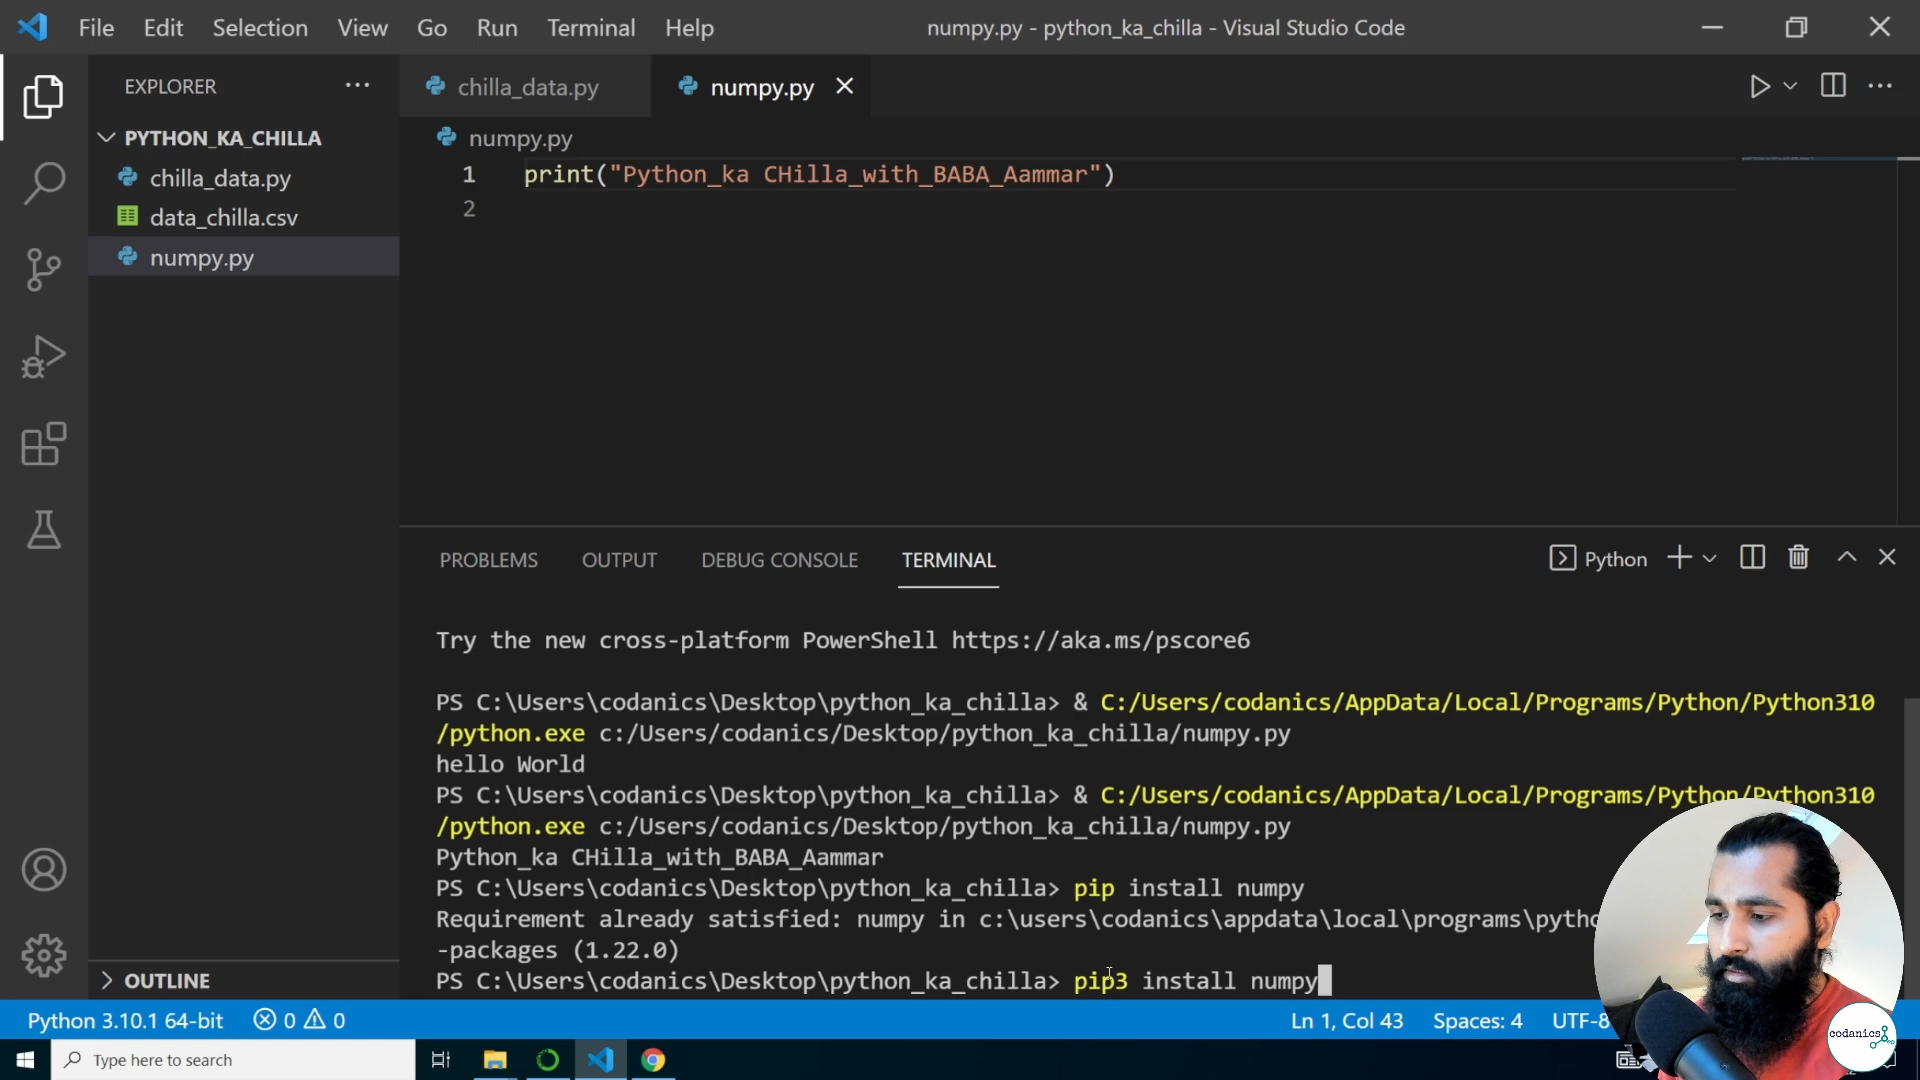 File Edit Selection View Go Run Terminal Help numpy.py - python_ka_chilla - Visual Studio Code
EXPLORER
chilla_data.py numpy.py
PYTHON_KA_CHILLA
chilla_data.py
data_chilla.csv
numpy.py
numpy.py
1 print("Python_ka CHilla_with_BABA_Aammar")
2
PROBLEMS OUTPUT DEBUG CONSOLE TERMINAL Python
Try the new cross-platform PowerShell https://aka.ms/pscore6
PS C:\Users\codanics\Desktop\python_ka_chilla> & C:/Users/codanics/AppData/Local/Programs/Python/Python310
/python.exe c:/Users/codanics/Desktop/python_ka_chilla/numpy.py
hello World
PS C:\Users\codanics\Desktop\python_ka_chilla> & C:/Users/codanics/AppData/Local/Programs/Python/Python310
/python.exe c:/Users/codanics/Desktop/python_ka_chilla/numpy.py
Python_ka CHilla_with_BABA_Aammar
PS C:\Users\codanics\Desktop\python_ka_chilla> pip install numpy
Requirement already satisfied: numpy in c:\users\codanics\appdata\local\programs\pytho
-packages (1.22.0)
PS C:\Users\codanics\Desktop\python_ka_chilla> pip3 install numpy
OUTLINE
Python 3.10.1 64-bit 0 0 Ln 1, Col 43 Spaces: 4 UTF-8
Type here to search
codanics